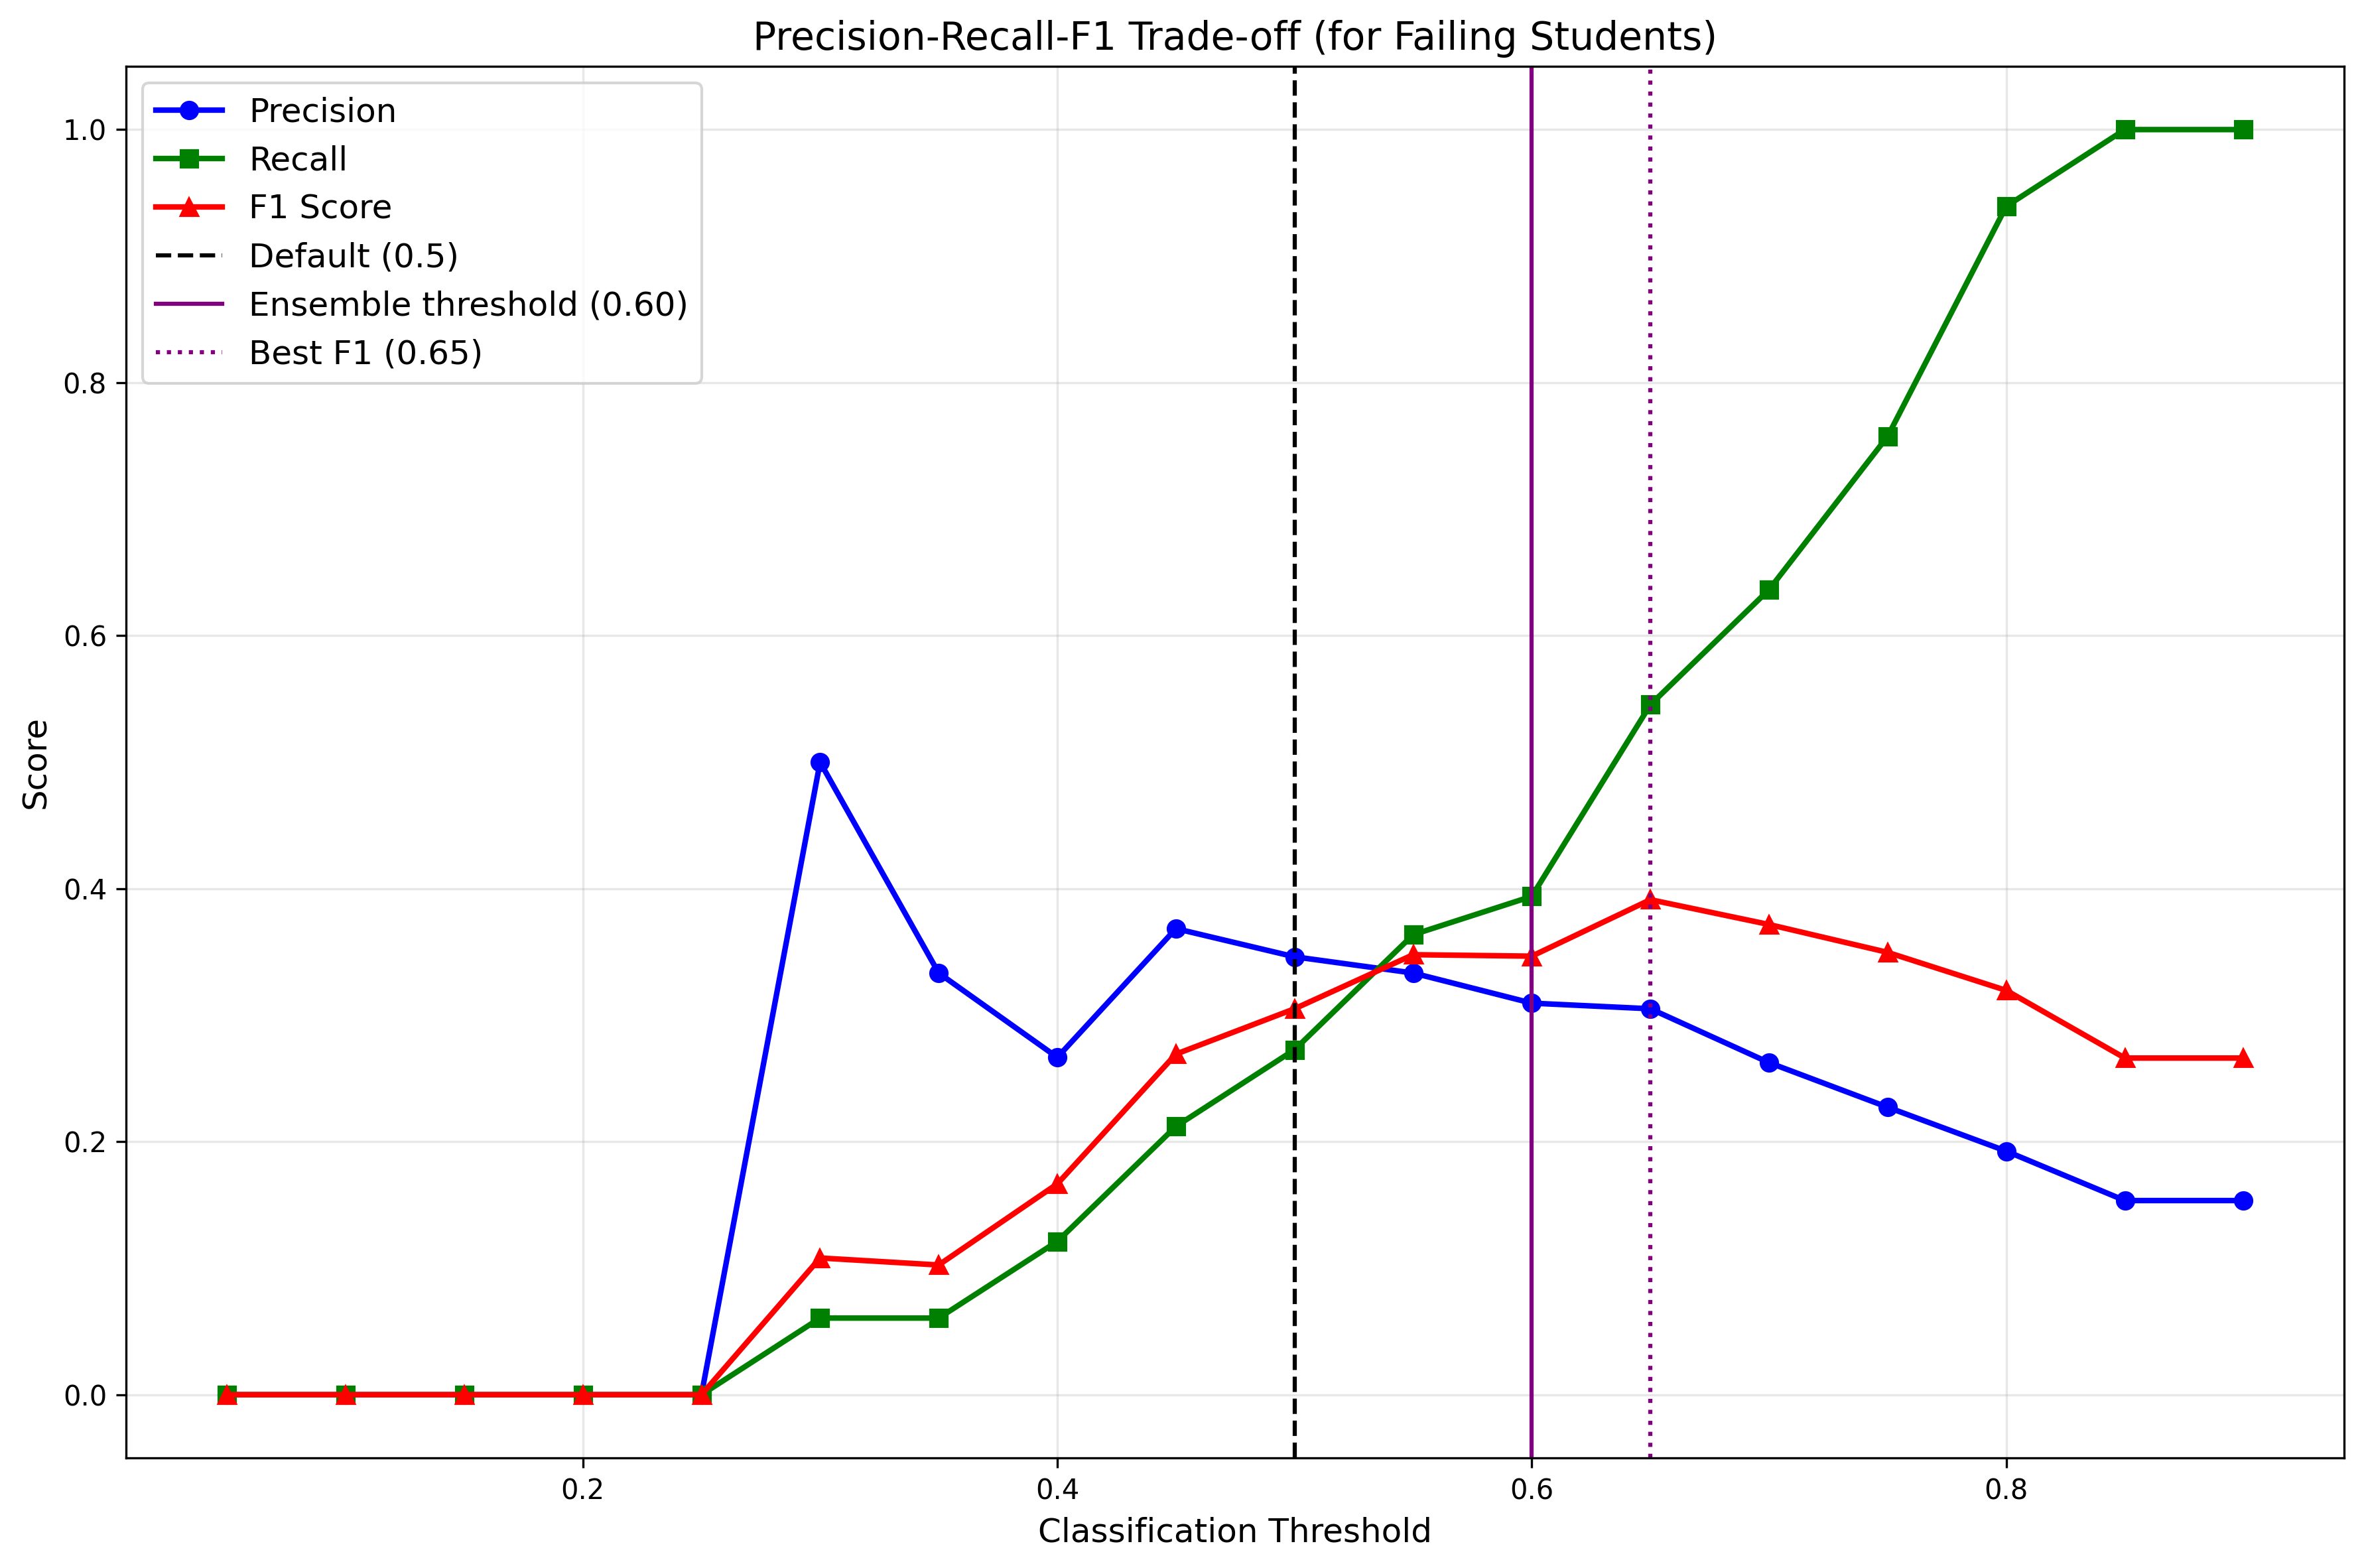 Precision-Recall-F1 Trade-off (for Failing Students)
Precision
Recall
F1 Score
Default (0.5)
Ensemble threshold (0.60)
Best F1 (0.65)
1.0
0.8
0.6
0.4
0.2
0.0
Score
0.2 0.4 0.6 0.8
Classification Threshold